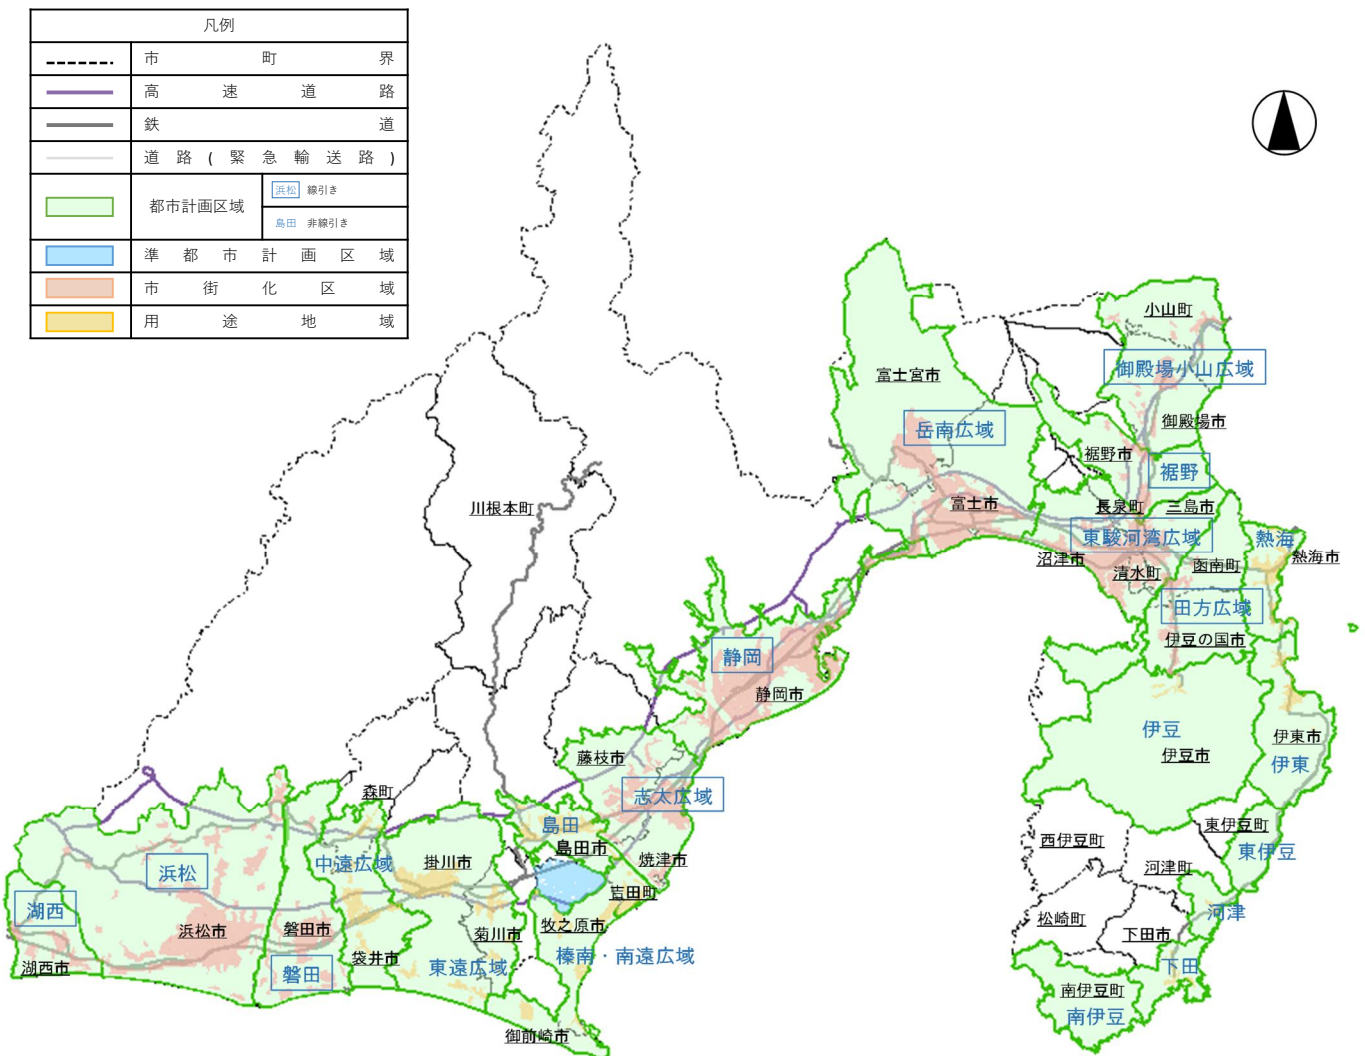 凡例
市町界
高速道路
鉄道
道路(緊急輸送路)
都市計画区域
浜松 線引き
島田 非線引き
準都市計画区域
市街化区域
用途地域
小山町
御殿場小山広域
富士宮市
御殿場市
岳南広域
裾野市
裾野
川根本町
富士市
長泉町
三島市
東駿河湾広域
熱海
沼津市
清水町
函南町
熱海市
田方広域
伊豆の国市
静岡
静岡市
伊豆
伊豆市
伊東市
伊東
藤枝市
志太広域
森町
島田
島田市
東伊豆町
西伊豆町
東伊豆
中遠広域
掛川市
焼津市
河津町
浜松
吉田町
湖西
河津
松崎町
浜松市
磐田市
菊川市
牧之原市
下田市
袋井市
榛南・南遠広域
湖西市
磐田
東遠広域
下田
南伊豆町
南伊豆
御前崎市